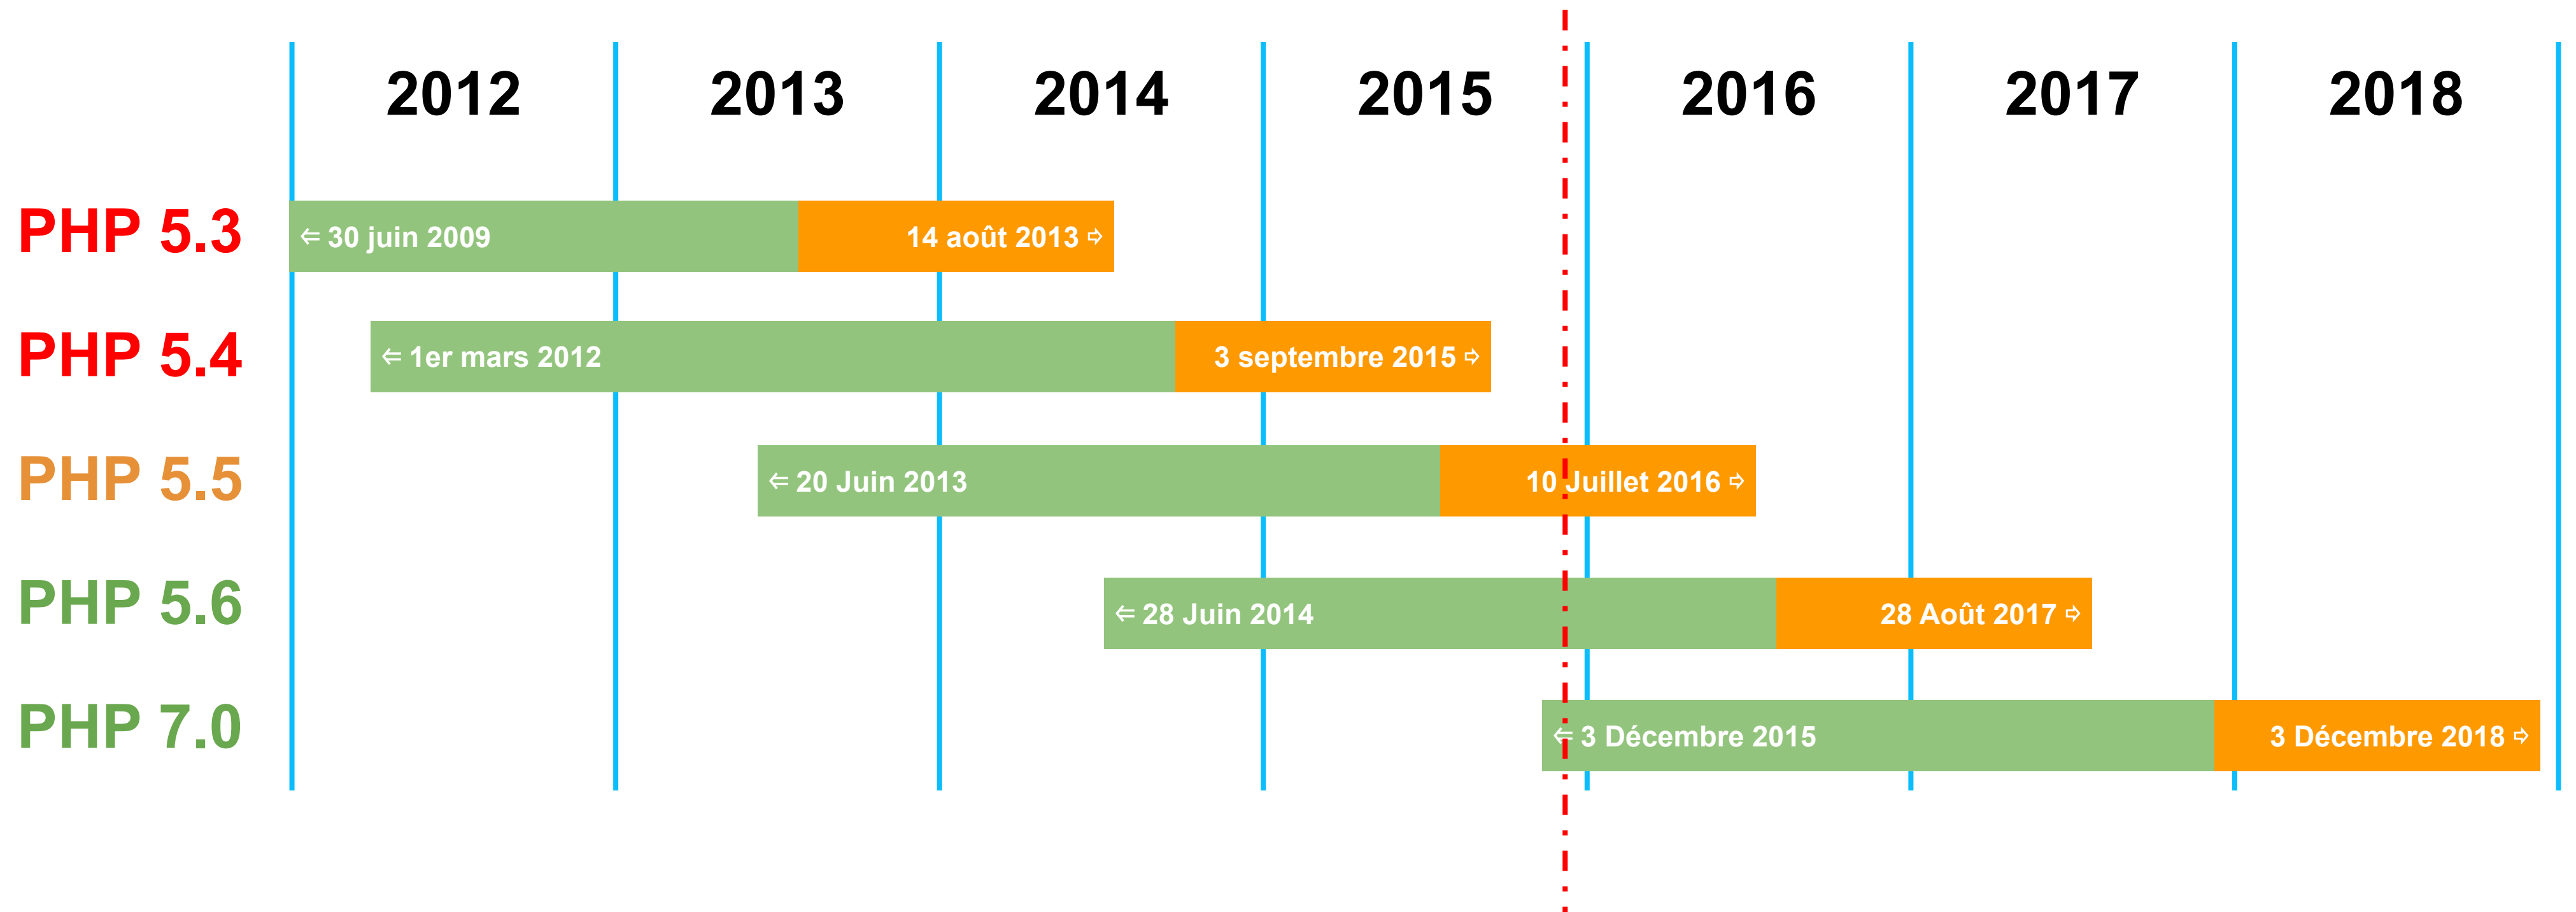 2012 2013 2014 2015 2016 2017 2018
PHP 5.3 ⇐ 30 juin 2009 14 août 2013 ⇨
PHP 5.4 ⇐ 1er mars 2012 3 septembre 2015 ⇨
PHP 5.5 ⇐ 20 Juin 2013 10 Juillet 2016 ⇨
PHP 5.6 ⇐ 28 Juin 2014 28 Août 2017 ⇨
PHP 7.0 ⇐ 3 Décembre 2015 3 Décembre 2018 ⇨